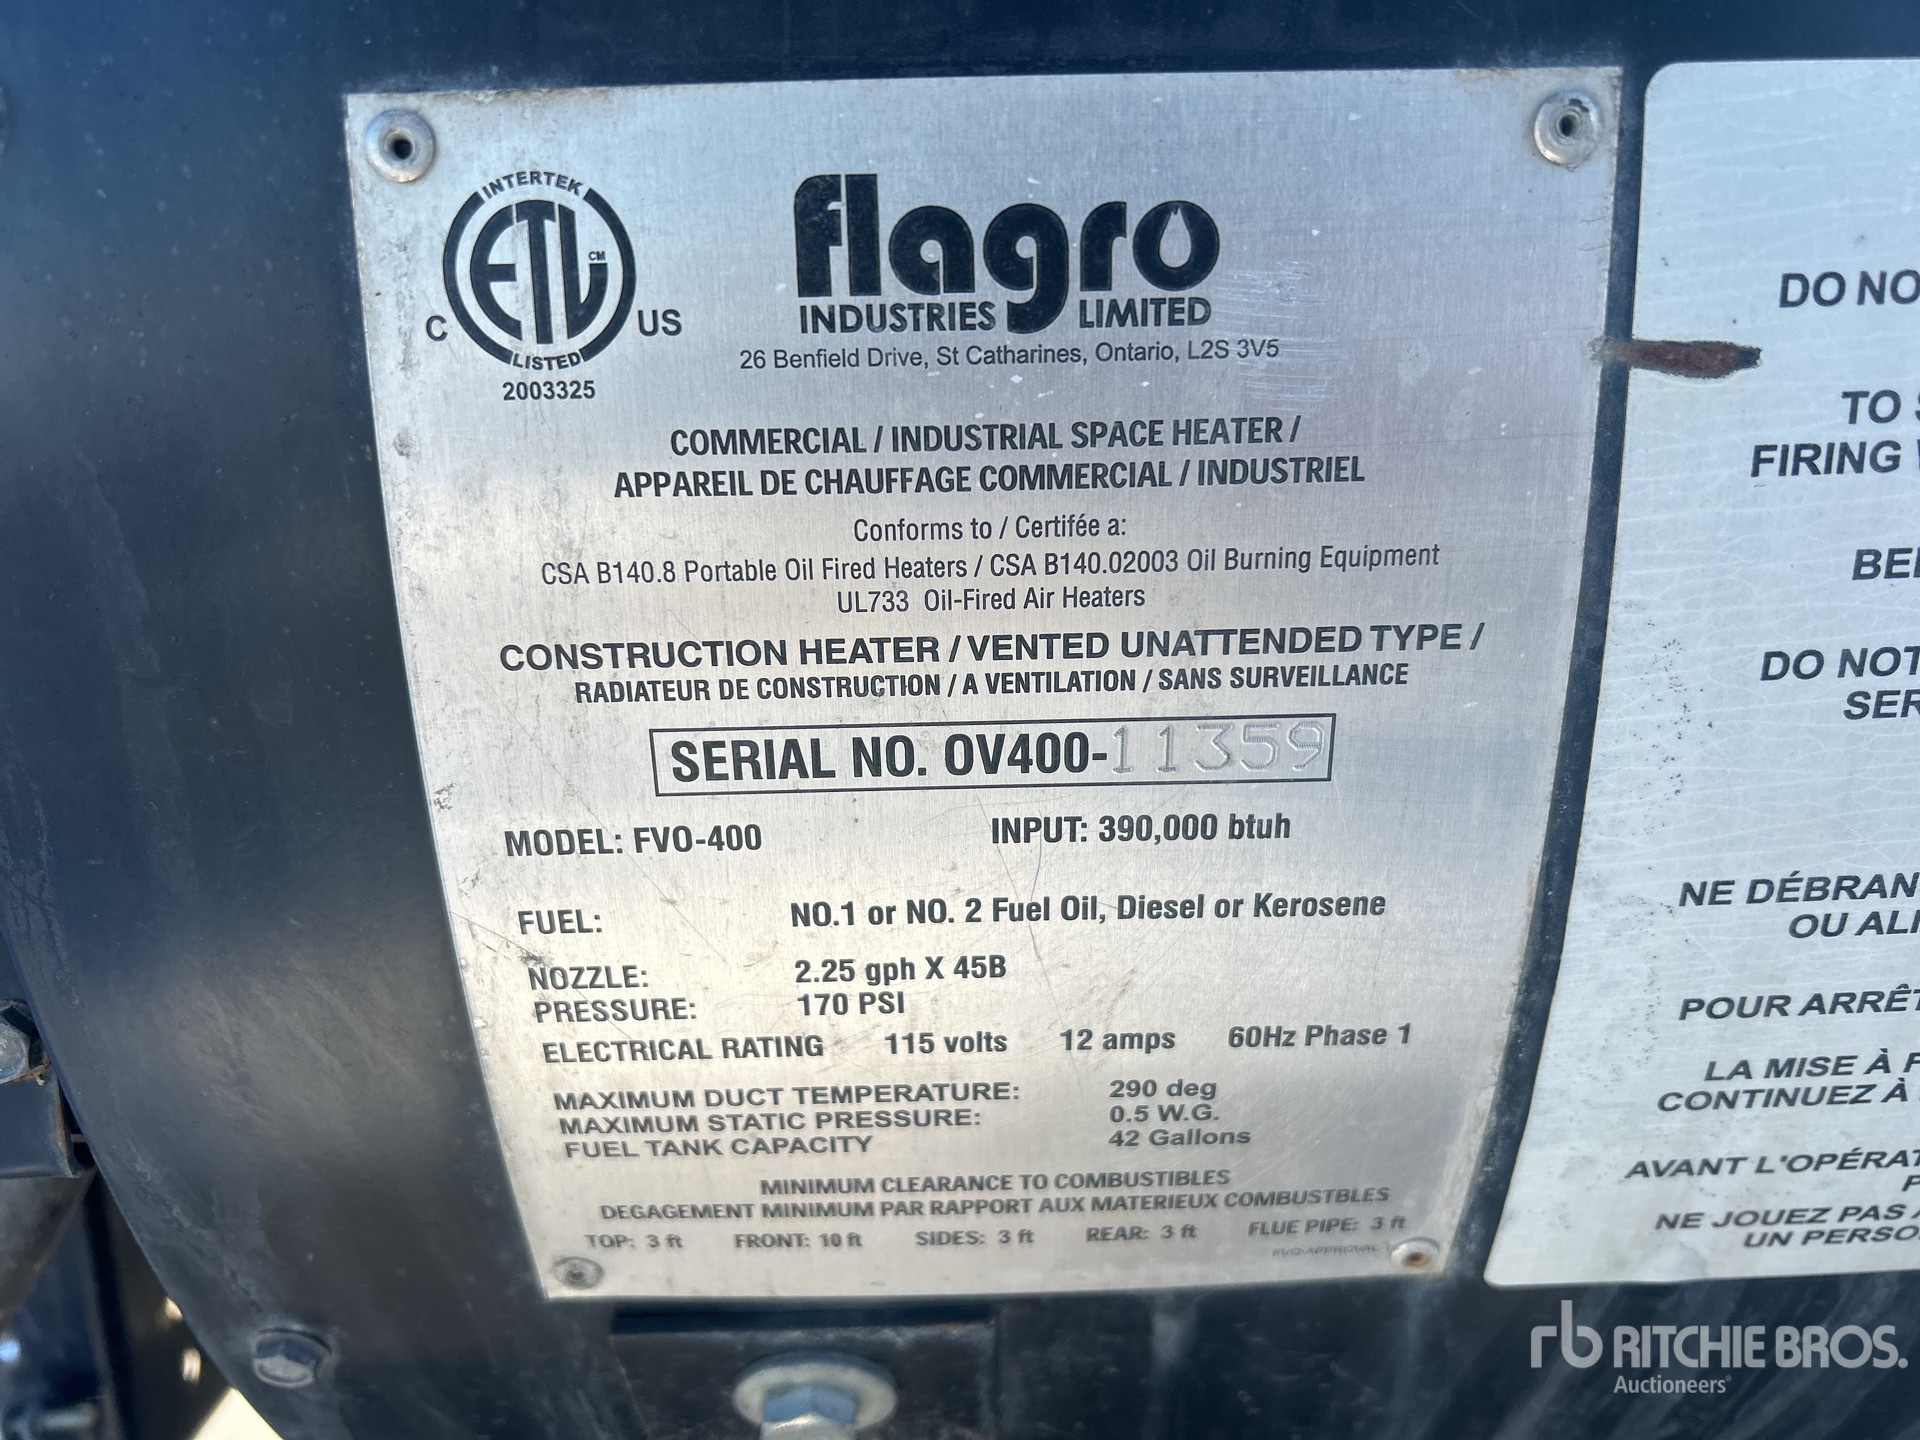 INTERTEK
ETL CM
C US
LISTED
2003325
flagro
INDUSTRIES LIMITED
26 Benfield Drive, St Catharines, Ontario, L2S 3V5
COMMERCIAL / INDUSTRIAL SPACE HEATER /
APPAREIL DE CHAUFFAGE COMMERCIAL / INDUSTRIEL
Conforms to / Certifée a:
CSA B140.8 Portable Oil Fired Heaters / CSA B140.02003 Oil Burning Equipment
UL733 Oil-Fired Air Heaters
CONSTRUCTION HEATER / VENTED UNATTENDED TYPE /
RADIATEUR DE CONSTRUCTION / A VENTILATION / SANS SURVEILLANCE
SERIAL NO. OV400-11359
MODEL: FVO-400 INPUT: 390,000 btuh
FUEL: NO.1 or NO. 2 Fuel Oil, Diesel or Kerosene
NOZZLE: 2.25 gph X 45B
PRESSURE: 170 PSI
ELECTRICAL RATING 115 volts 12 amps 60Hz Phase 1
MAXIMUM DUCT TEMPERATURE: 290 deg
MAXIMUM STATIC PRESSURE: 0.5 W.G.
FUEL TANK CAPACITY 42 Gallons
MINIMUM CLEARANCE TO COMBUSTIBLES
DEGAGEMENT MINIMUM PAR RAPPORT AUX MATERIEUX COMBUSTBLES
TOP: 3 ft FRONT: 10 ft SIDES: 3 ft REAR: 3 ft FLUE PIPE: 3 ft
FVO-APPROVAL
DO NO
TO S
FIRING
BE
DO NOT
SER
NE DÉBRAN
OU ALI
POUR ARRÊT
LA MISE À F
CONTINUEZ À
AVANT L'OPÉRAT
P
NE JOUEZ PAS
UN PERSO
rb RITCHIE BROS.
Auctioneers